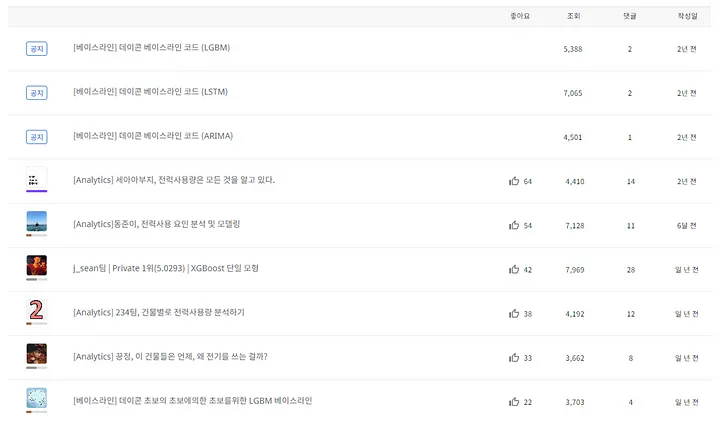 좋아요 조회 댓글 작성일
공지 [베이스라인] 데이콘 베이스라인 코드 (LGBM) 5,388 2 2년 전
공지 [베이스라인] 데이콘 베이스라인 코드 (LSTM) 7,065 2 2년 전
공지 [베이스라인] 데이콘 베이스라인 코드 (ARIMA) 4,501 1 2년 전
[Analytics] 세아아부지, 전력사용량은 모든 것을 알고 있다. 64 4,410 14 2년 전
[Analytics]동준이, 전력사용 요인 분석 및 모델링 54 7,128 11 6달 전
j_sean팀 | Private 1위(5.0293) | XGBoost 단일 모형 42 7,969 28 일 년 전
2 [Analytics] 234팀, 건물별로 전력사용량 분석하기 38 4,192 12 일 년 전
[Analytics] 끙정, 이 건물들은 언제, 왜 전기를 쓰는 걸까? 33 3,662 8 일 년 전
[베이스라인] 데이콘 초보의 초보에의한 초보를위한 LGBM 베이스라인 22 3,703 4 일 년 전